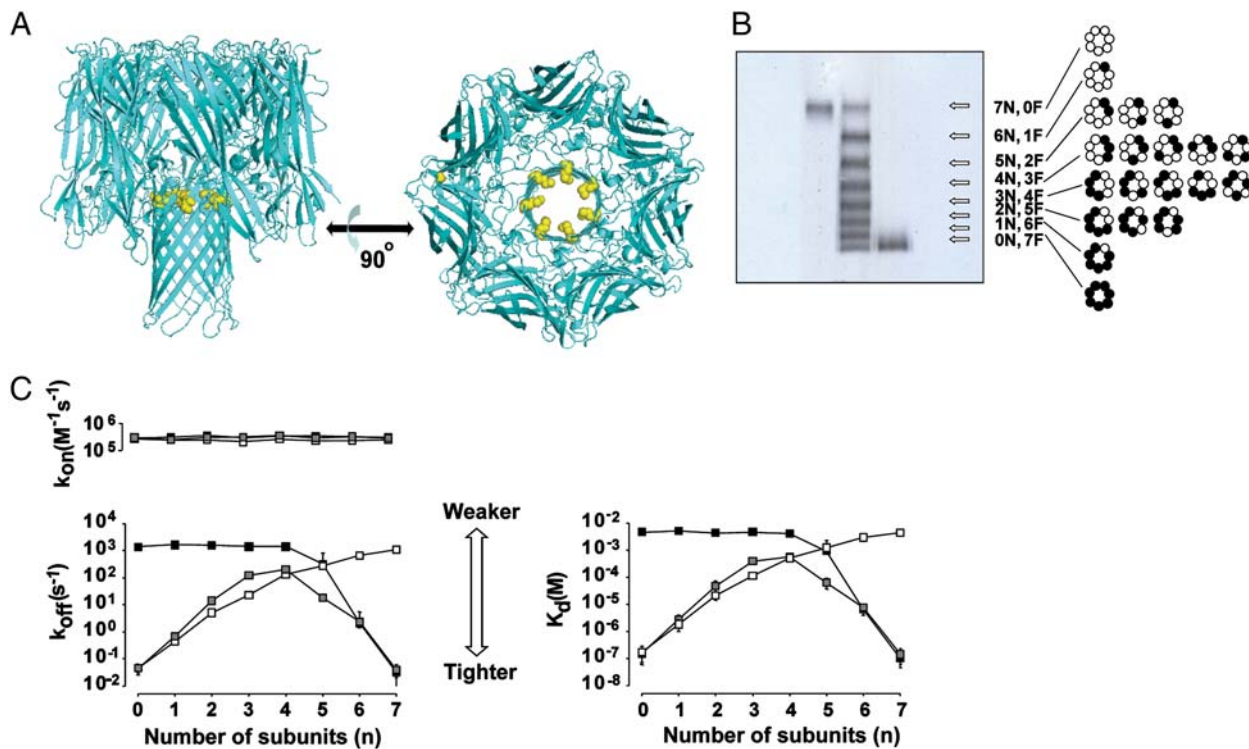 A
90°
B
7N, 0F
6N, 1F
5N, 2F
4N, 3F
3N, 4F
2N, 5F
1N, 6F
0N, 7F
C
kon(M-1s-1)
10^6
10^5
koff(s-1)
10^4
10^3
10^2
10^1
10^0
10^-1
10^-2
0 1 2 3 4 5 6 7
Number of subunits (n)
Weaker
Tighter
Kd(M)
10^-2
10^-3
10^-4
10^-5
10^-6
10^-7
10^-8
0 1 2 3 4 5 6 7
Number of subunits (n)